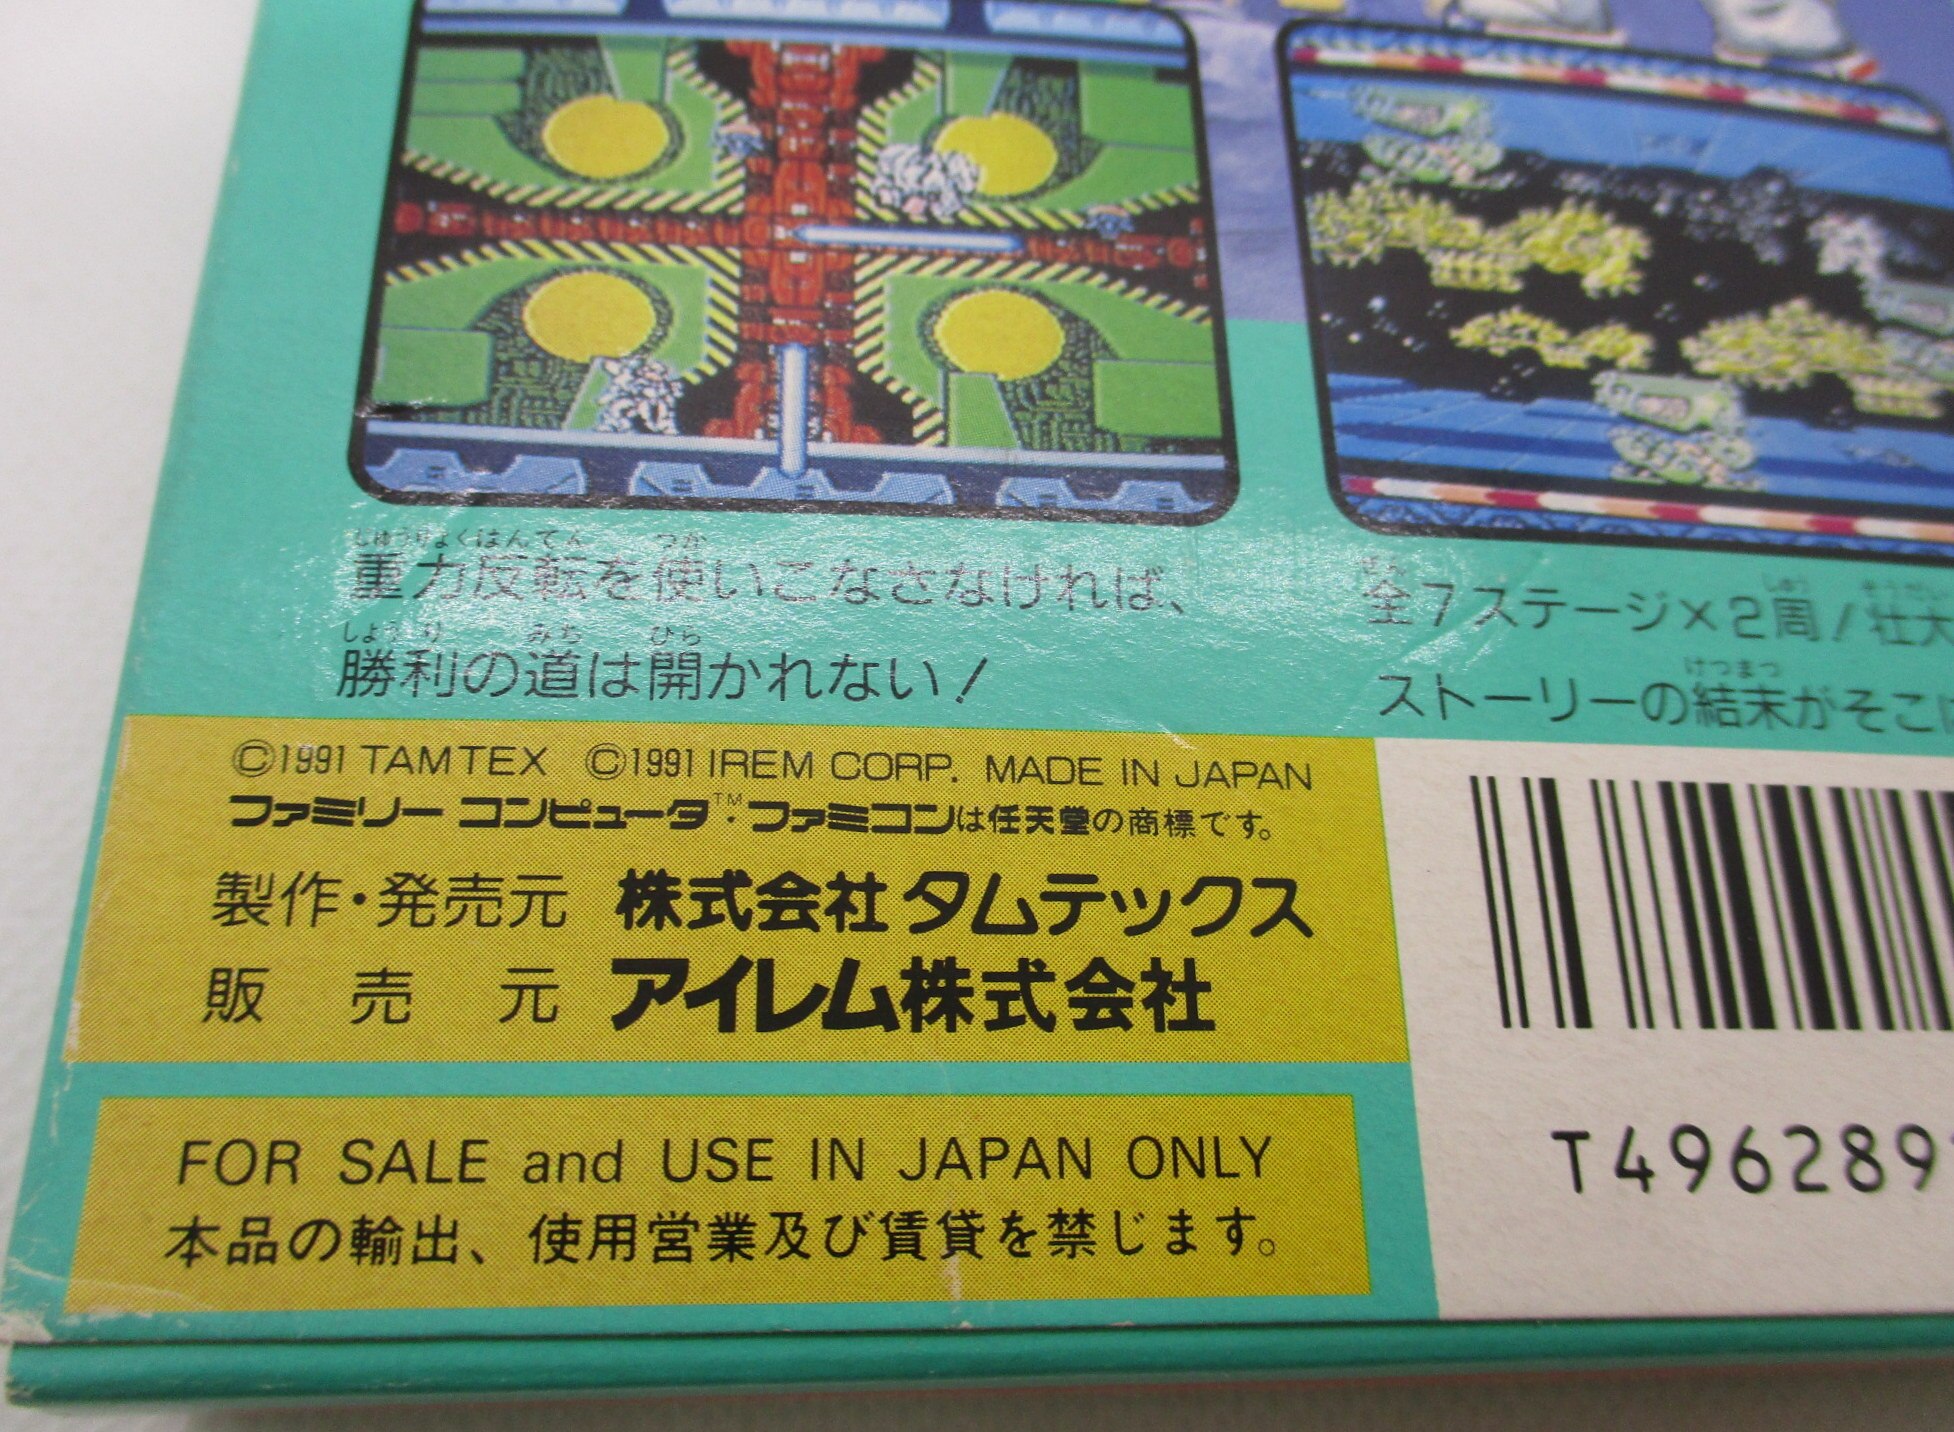 重力反転を使いこなさなければ、
勝利の道は開かれない!
全7ステージ×2周!壮大
ストーリーの結末がそこに
©1991 TAMTEX ©1991 IREM CORP. MADE IN JAPAN
ファミリーコンピュータ™・ファミコンは任天堂の商標です。
製作・発売元 株式会社タムテックス
販売元 アイレム株式会社
FOR SALE and USE IN JAPAN ONLY
本品の輸出、使用営業及び賃貸を禁じます。
T496289